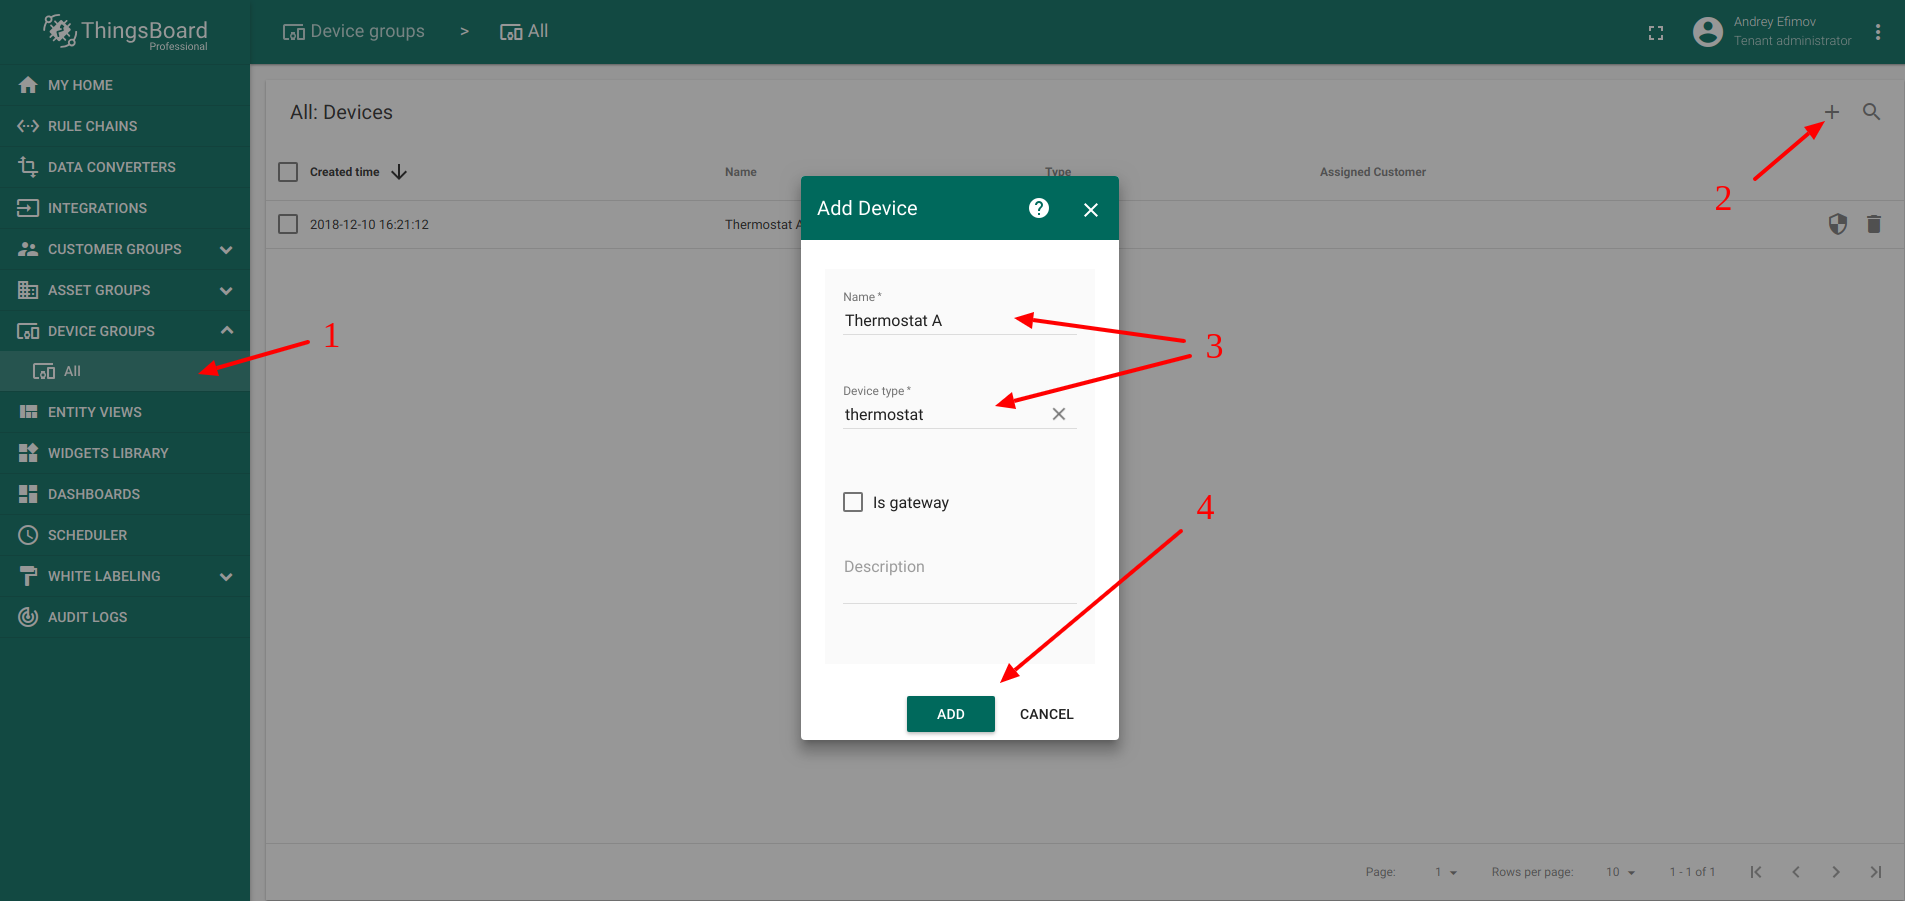 ThingsBoard
Professional
Device groups > All
Andrey Efimov
Tenant administrator
MY HOME
RULE CHAINS
DATA CONVERTERS
INTEGRATIONS
CUSTOMER GROUPS
ASSET GROUPS
DEVICE GROUPS
All
ENTITY VIEWS
WIDGETS LIBRARY
DASHBOARDS
SCHEDULER
WHITE LABELING
AUDIT LOGS
1
All: Devices
2
Created time Name Type Assigned Customer
2018-12-10 16:21:12 Thermostat A
Add Device
Name *
Thermostat A
3
Device type *
thermostat
Is gateway
4
Description
ADD CANCEL
Page: 1 Rows per page: 10 1 - 1 of 1